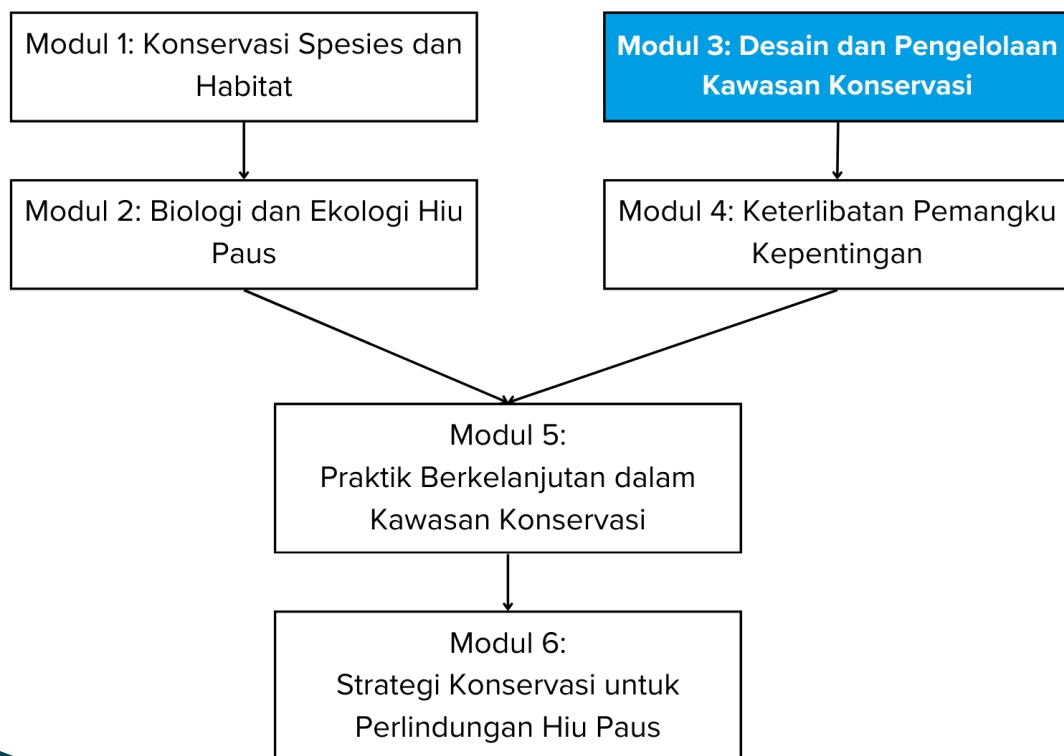 Modul 1: Konservasi Spesies dan
Habitat
Modul 3: Desain dan Pengelolaan
Kawasan Konservasi
Modul 2: Biologi dan Ekologi Hiu
Paus
Modul 4: Keterlibatan Pemangku
Kepentingan
Modul 5:
Praktik Berkelanjutan dalam
Kawasan Konservasi
Modul 6:
Strategi Konservasi untuk
Perlindungan Hiu Paus